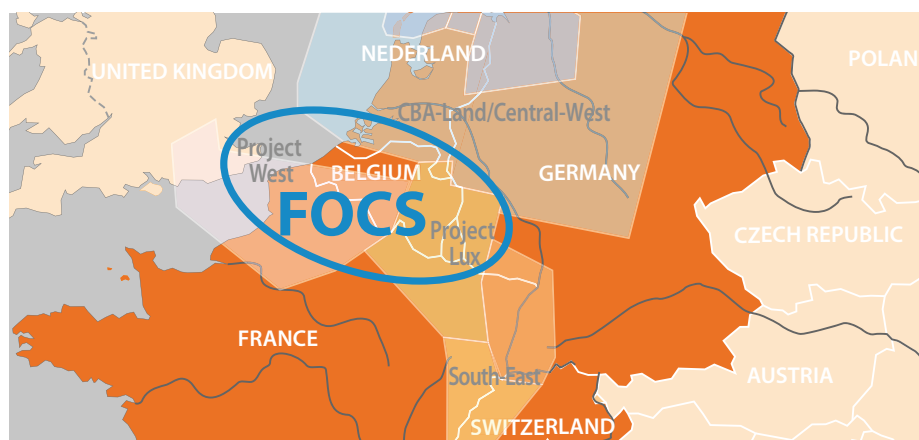 NEDERLAND
POLAN
UNITED KINGDOM
CBA-Land/Central-West
Project
West
BELGIUM
GERMANY
FOCS
Project
Lux
CZECH REPUBLIC
FRANCE
South-East
AUSTRIA
SWITZERLAND